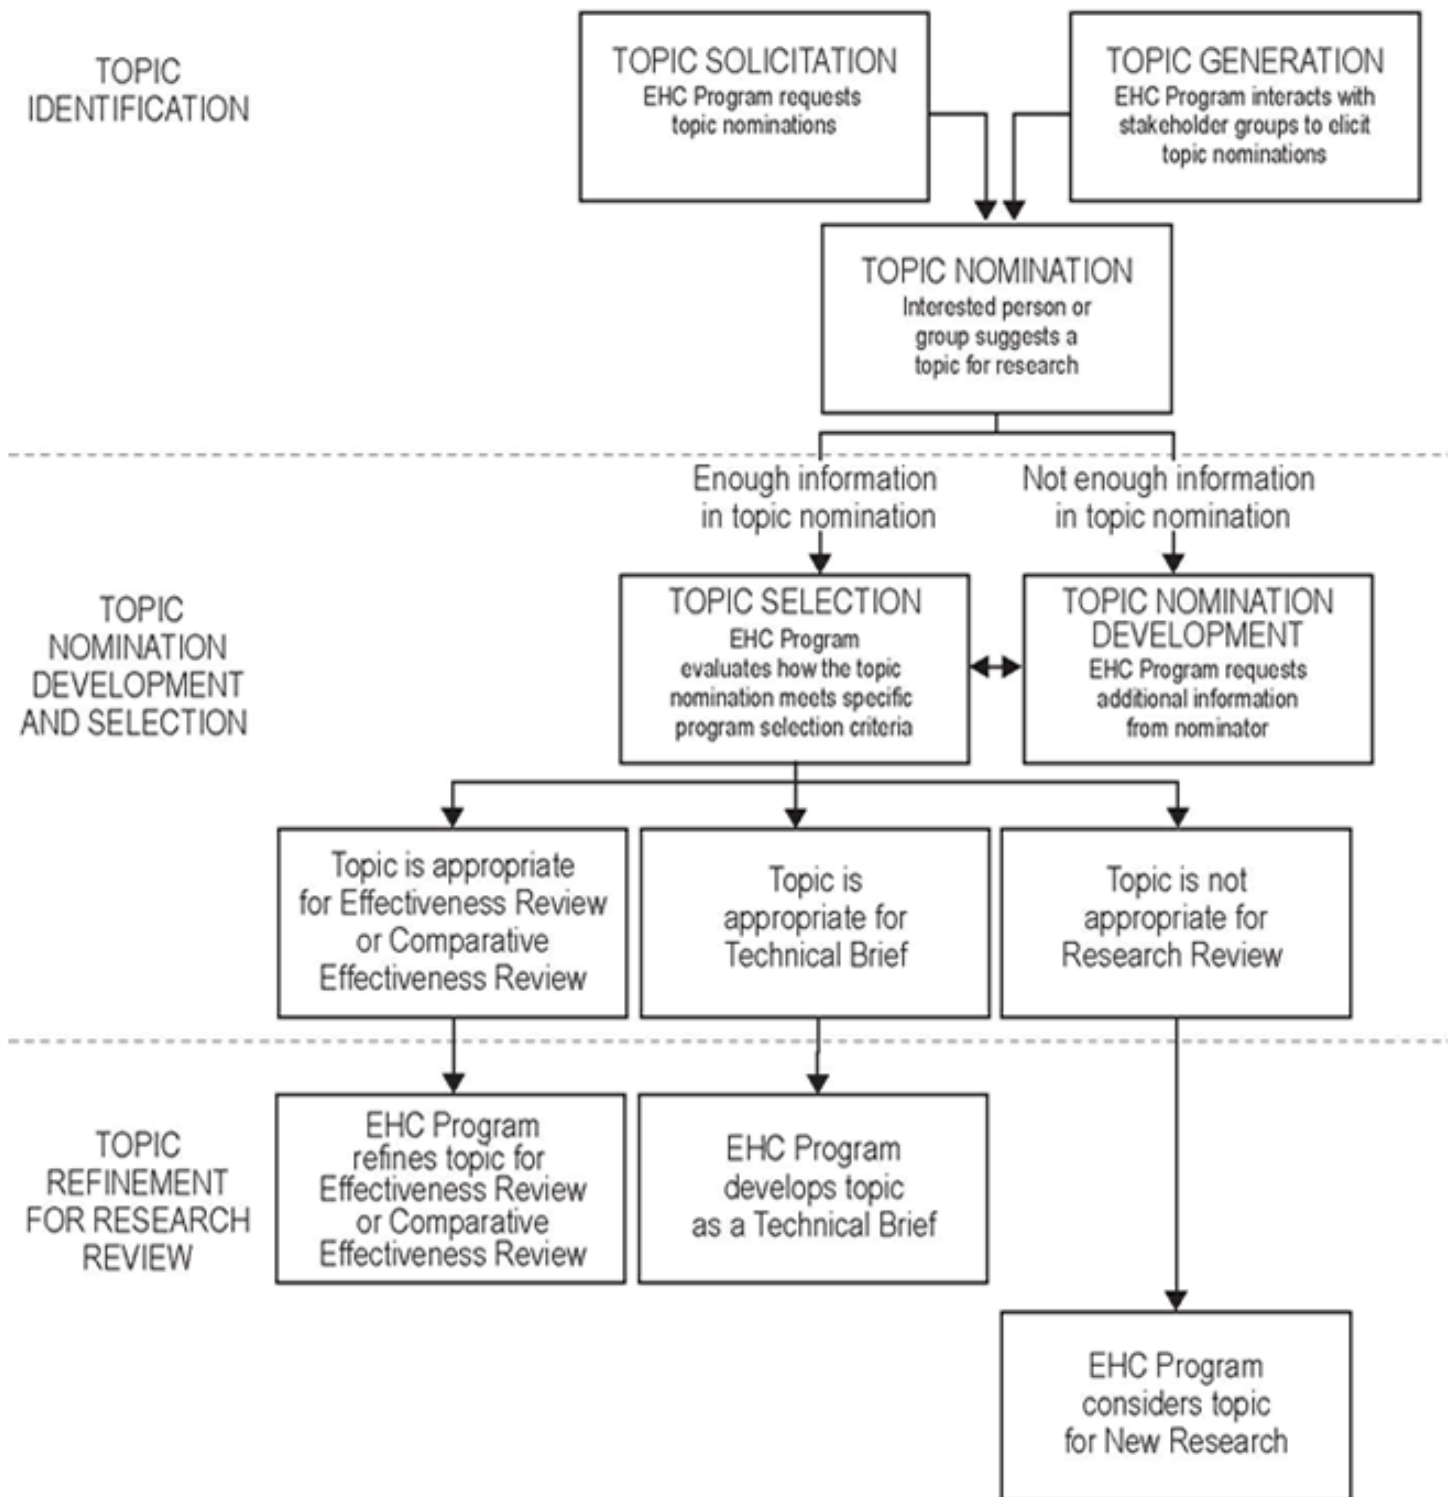 TOPIC
IDENTIFICATION
TOPIC SOLICITATION
EHC Program requests
topic nominations
TOPIC GENERATION
EHC Program interacts with
stakeholder groups to elicit
topic nominations
TOPIC NOMINATION
Interested person or
group suggests a
topic for research
Enough information
in topic nomination
Not enough information
in topic nomination
TOPIC
NOMINATION
DEVELOPMENT
AND SELECTION
TOPIC SELECTION
EHC Program
evaluates how the topic
nomination meets specific
program selection criteria
TOPIC NOMINATION
DEVELOPMENT
EHC Program requests
additional information
from nominator
Topic is appropriate
for Effectiveness Review
or Comparative
Effectiveness Review
Topic is
appropriate for
Technical Brief
Topic is not
appropriate for
Research Review
TOPIC
REFINEMENT
FOR RESEARCH
REVIEW
EHC Program
refines topic for
Effectiveness Review
or Comparative
Effectiveness Review
EHC Program
develops topic
as a Technical Brief
EHC Program
considers topic
for New Research